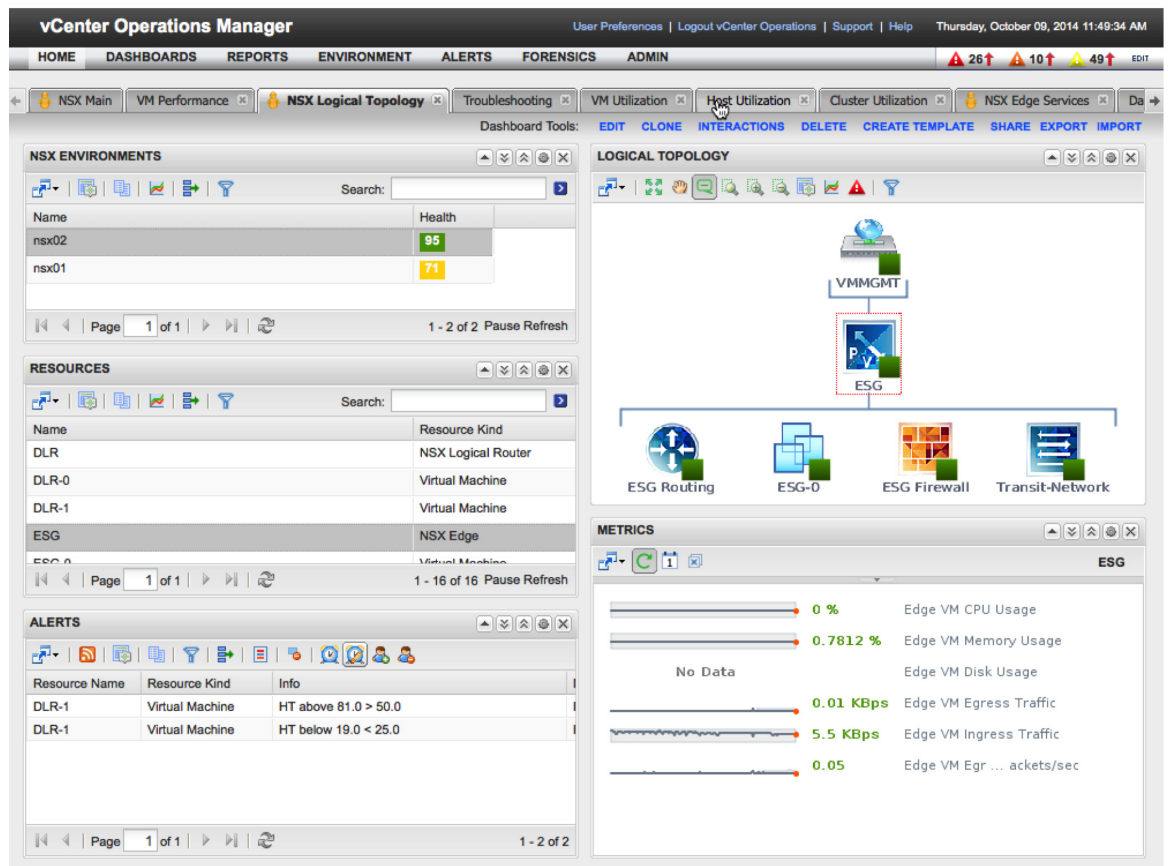 vCenter Operations Manager
User Preferences | Logout vCenter Operations | Support | Help Thursday, October 09, 2014 11:49:34 AM
HOME DASHBOARDS REPORTS ENVIRONMENT ALERTS FORENSICS ADMIN 26 10 49 EDIT
NSX Main VM Performance NSX Logical Topology Troubleshooting VM Utilization Host Utilization Cluster Utilization NSX Edge Services Da
Dashboard Tools: EDIT CLONE INTERACTIONS DELETE CREATE TEMPLATE SHARE EXPORT IMPORT
NSX ENVIRONMENTS
Search:
Name Health
nsx02 95
nsx01 71
Page 1 of 1 1 - 2 of 2 Pause Refresh
RESOURCES
Search:
Name Resource Kind
DLR NSX Logical Router
DLR-0 Virtual Machine
DLR-1 Virtual Machine
ESG NSX Edge
ESG-0 Virtual Machine
Page 1 of 1 1 - 16 of 16 Pause Refresh
ALERTS
Resource Name Resource Kind Info
DLR-1 Virtual Machine HT above 81.0 > 50.0
DLR-1 Virtual Machine HT below 19.0 < 25.0
Page 1 of 1 1 - 2 of 2
LOGICAL TOPOLOGY
VMMGMT
P V
ESG
ESG Routing ESG-0 ESG Firewall Transit-Network
METRICS
1 ESG
0 % Edge VM CPU Usage
0.7812 % Edge VM Memory Usage
No Data Edge VM Disk Usage
0.01 KBps Edge VM Egress Traffic
5.5 KBps Edge VM Ingress Traffic
0.05 Edge VM Egr ... ackets/sec